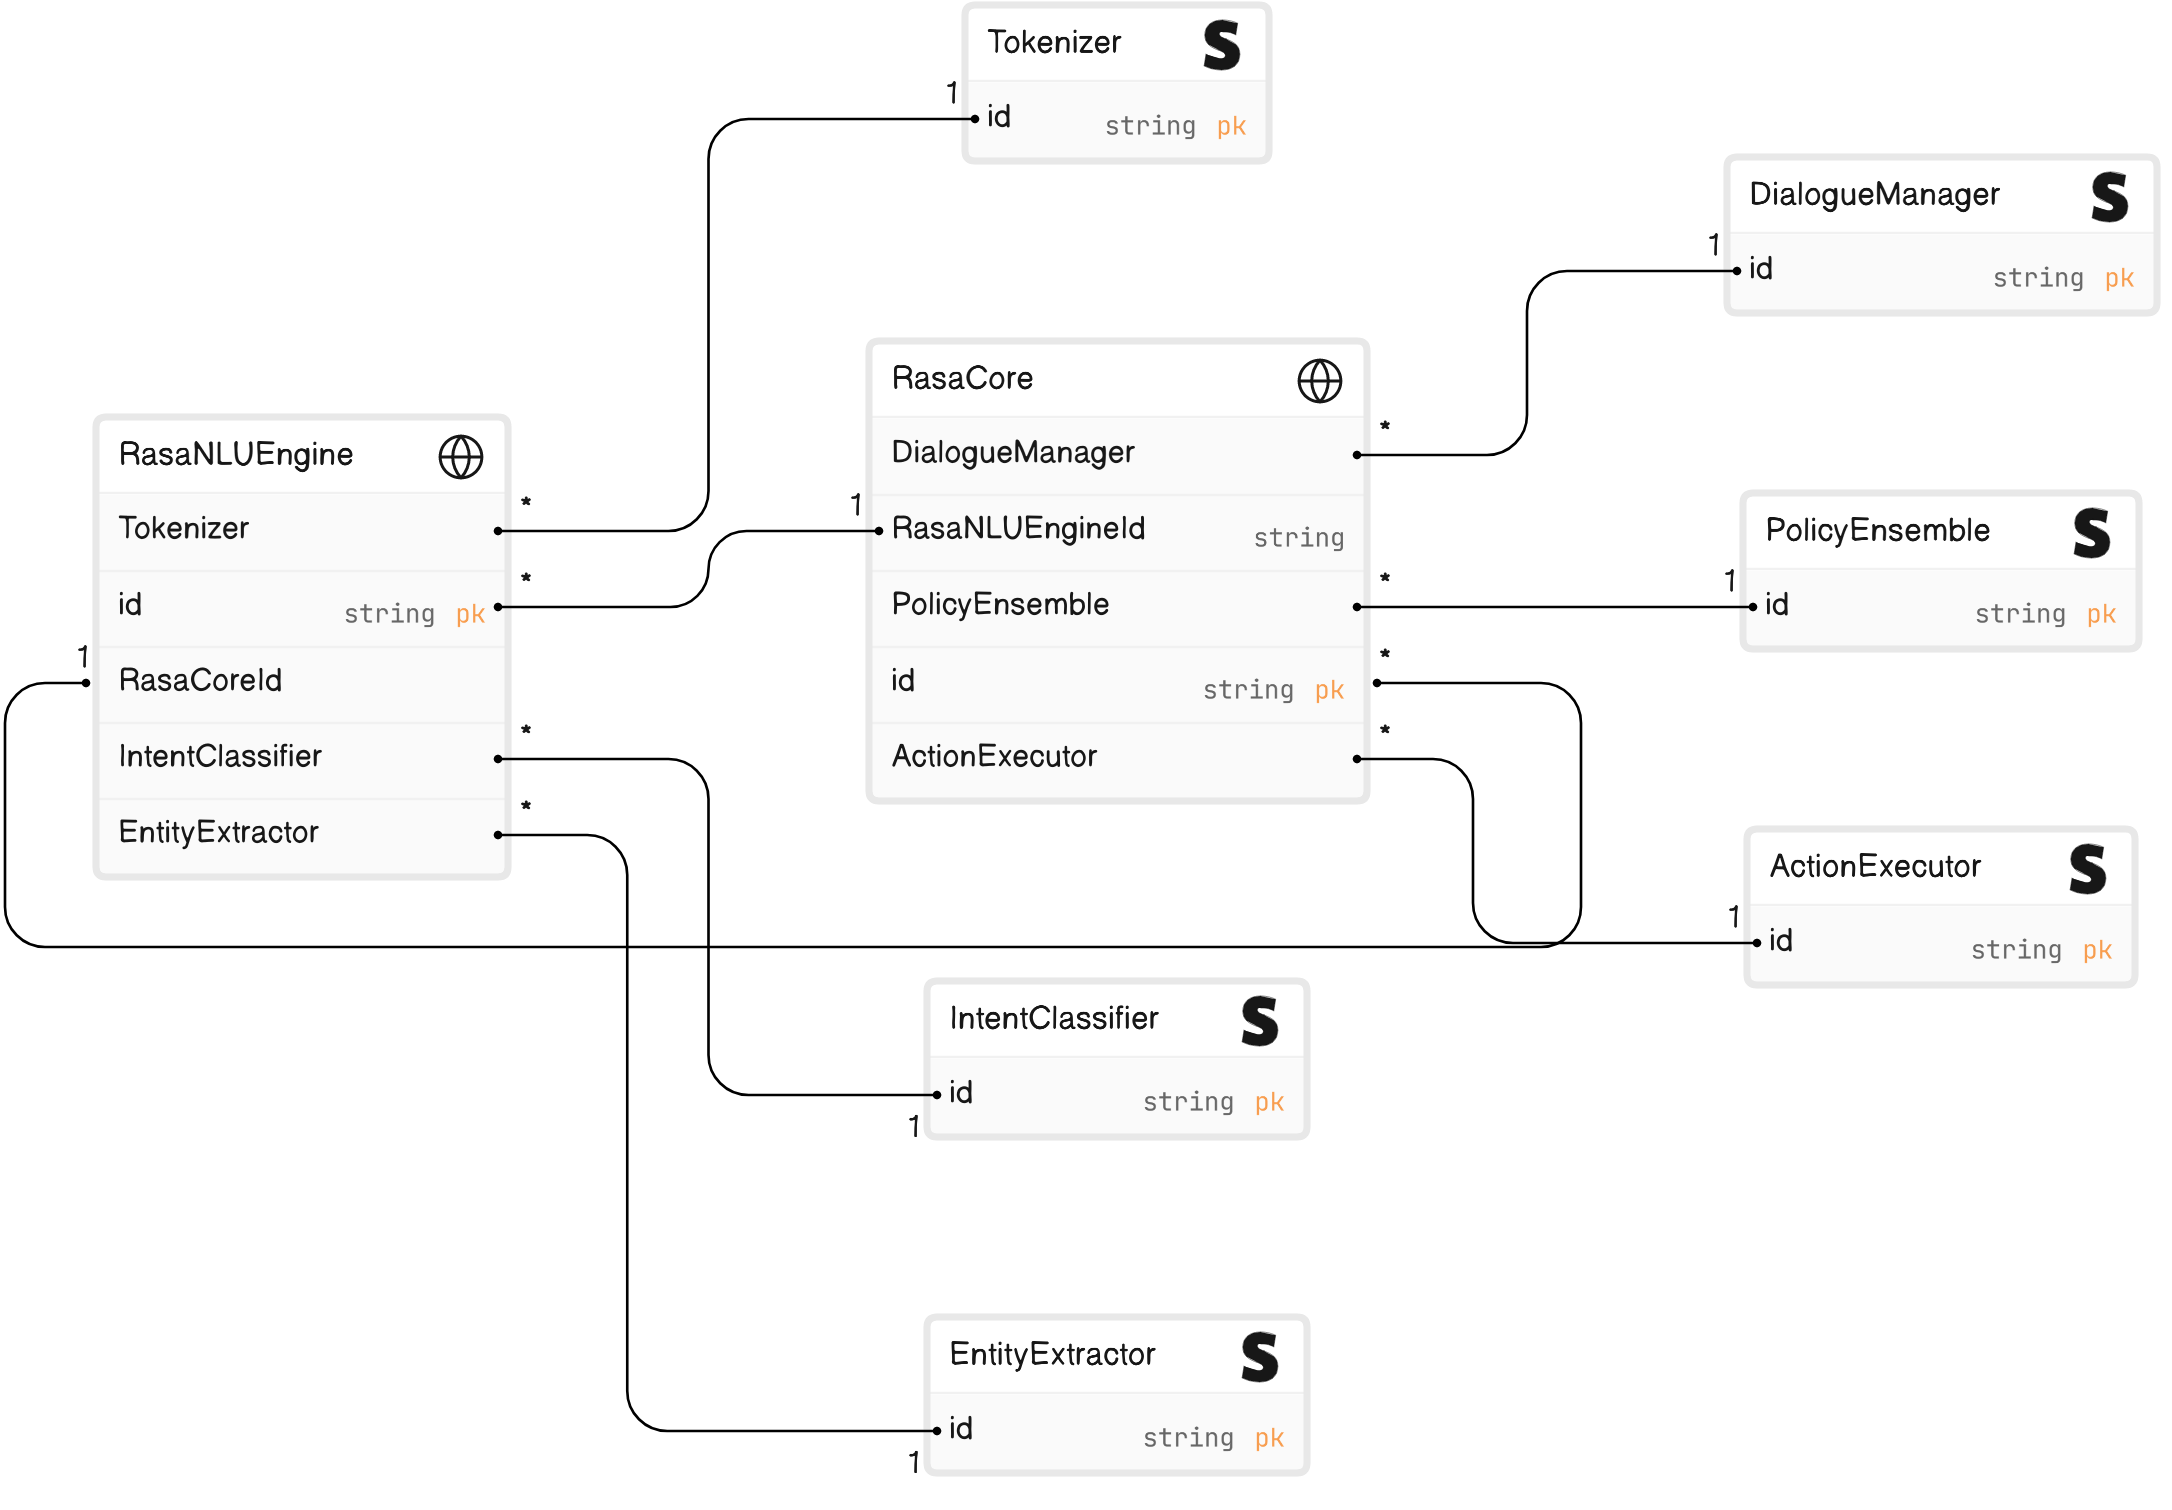 Tokenizer
1
id string pk
DialogueManager
1
id string pk
RasaCore
DialogueManager *
1
RasaNLUEngineId string
PolicyEnsemble *
id string pk *
ActionExecutor *
RasaNLUEngine
Tokenizer *
id string pk *
1
RasaCoreId
IntentClassifier *
EntityExtractor *
PolicyEnsemble
1
id string pk
ActionExecutor
1
id string pk
IntentClassifier
id string pk
1
EntityExtractor
id string pk
1